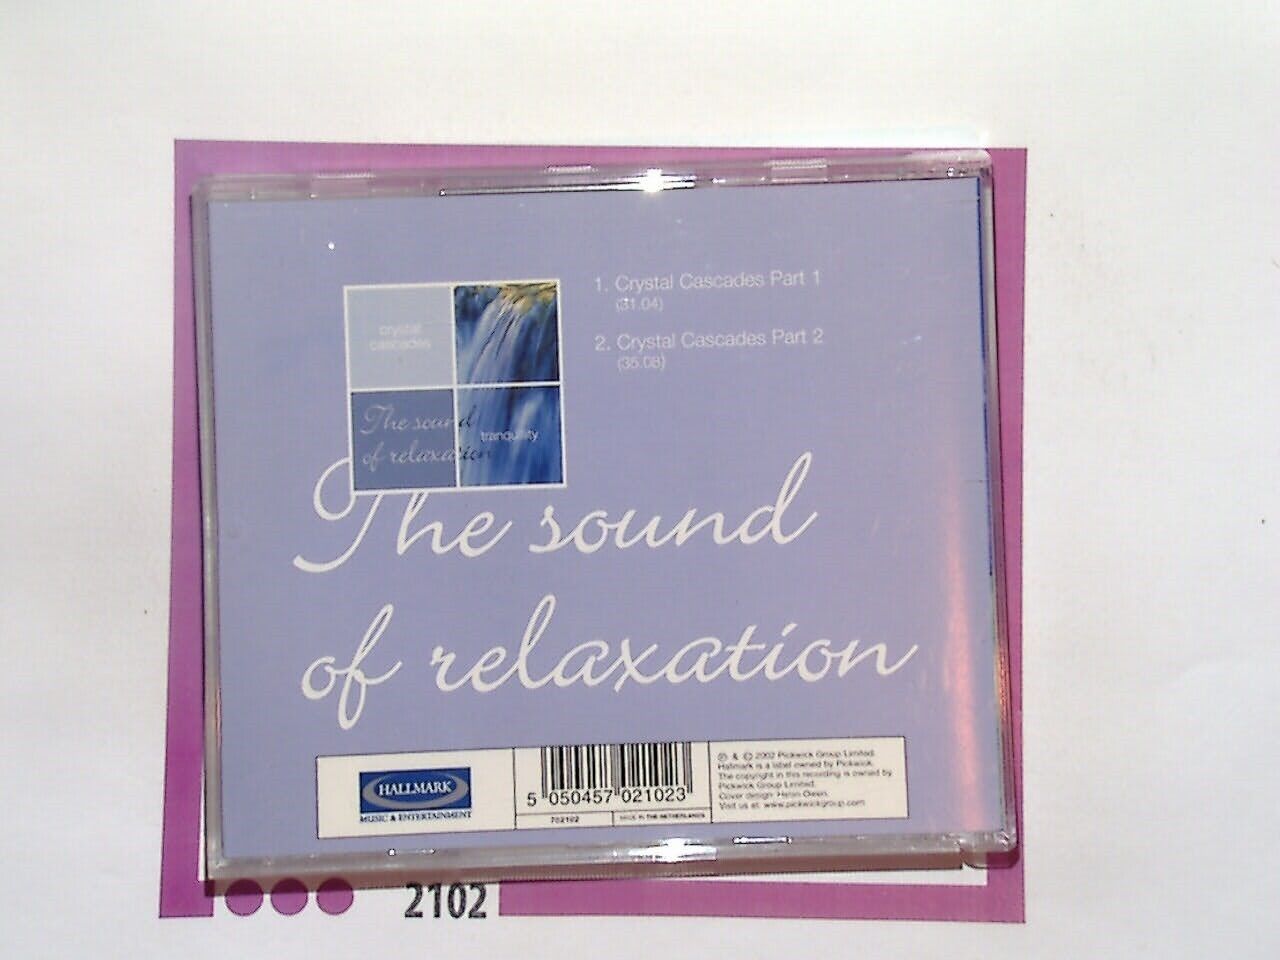 1. Crystal Cascades Part 1
(31.04)
2. Crystal Cascades Part 2
(35.08)
crystal
cascades
The sound
of relaxation
tranquility
The sound
of relaxation
HALLMARK
MUSIC & ENTERTAINMENT
5 050457 021023
702102
MADE IN THE NETHERLANDS
℗ & © 2002 Pickwick Group Limited.
Hallmark is a label owned by Pickwick.
The copyright in this recording is owned by
Pickwick Group Limited.
Cover design: Owen.
Visit us at: www.pickwickgroup.com
2102